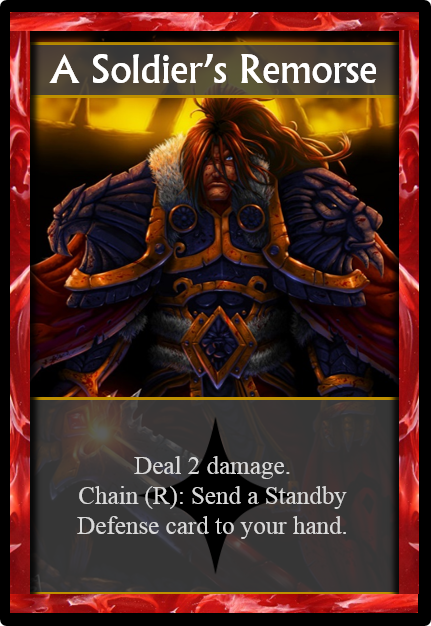 A Soldier's Remorse
Deal 2 damage.
Chain (R): Send a Standby
Defense card to your hand.